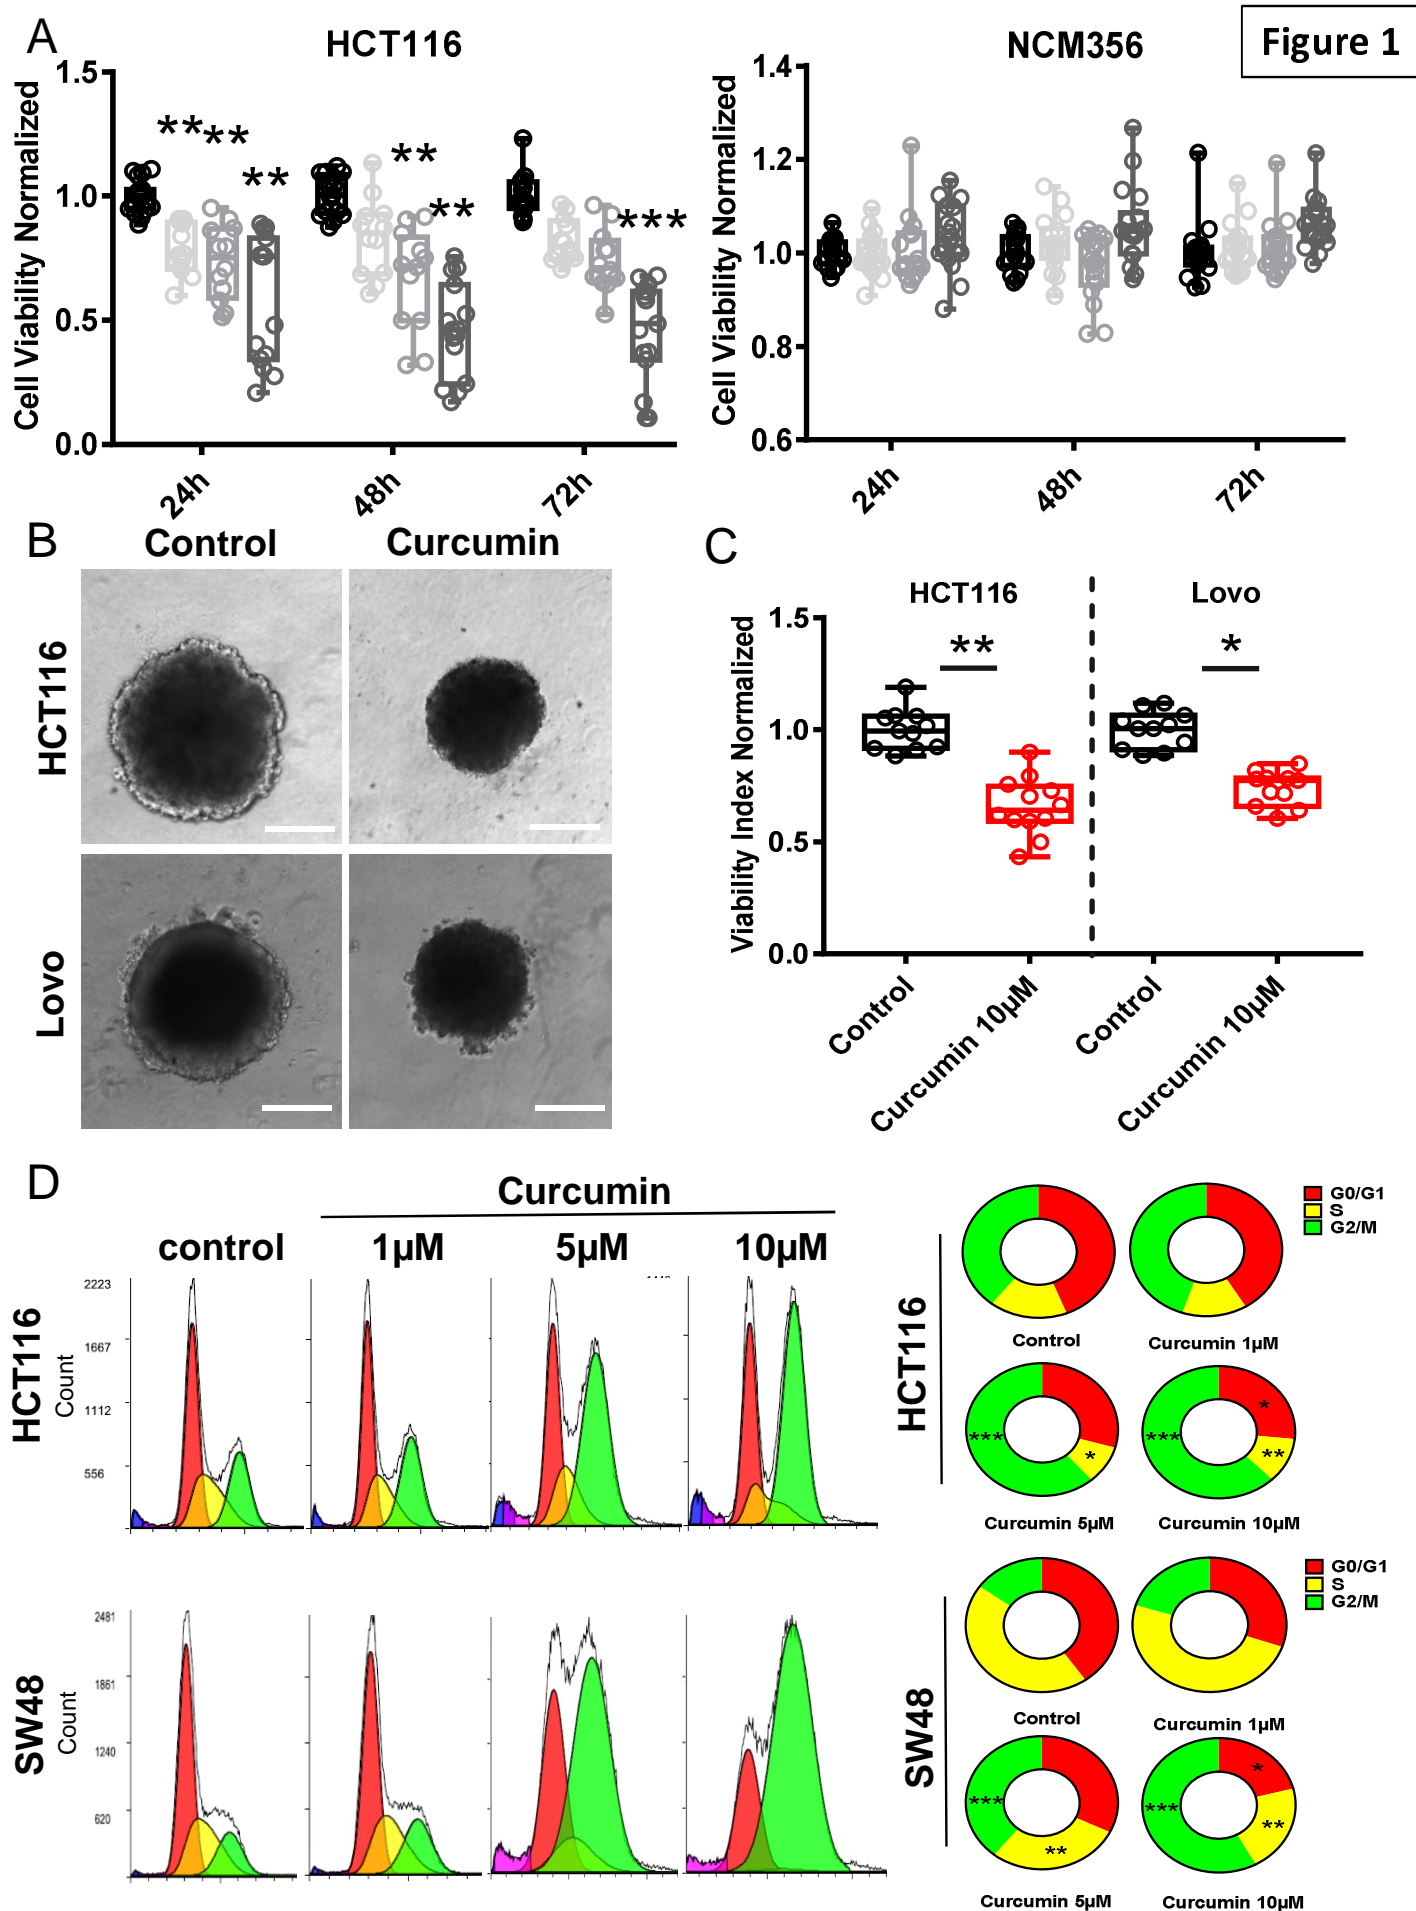 Figure 1
A
HCT116
NCM356
Cell Viability Normalized
1.5
1.0
0.5
0.0
** ** **
** **
***
24h
48h
72h
Cell Viability Normalized
1.4
1.2
1.0
0.8
0.6
24h
48h
72h
B
Control
Curcumin
HCT116
Lovo
C
HCT116
Lovo
Viability Index Normalized
1.5
1.0
0.5
0.0
**
*
Control
Curcumin 10µM
Control
Curcumin 10µM
D
Curcumin
control
1µM
5µM
10µM
HCT116
Count
2223
1667
1112
556
SW48
Count
2481
1861
1240
620
HCT116
G0/G1
S
G2/M
Control
Curcumin 1µM
***
*
***
*
**
Curcumin 5µM
Curcumin 10µM
SW48
G0/G1
S
G2/M
Control
Curcumin 1µM
***
**
***
*
**
Curcumin 5µM
Curcumin 10µM